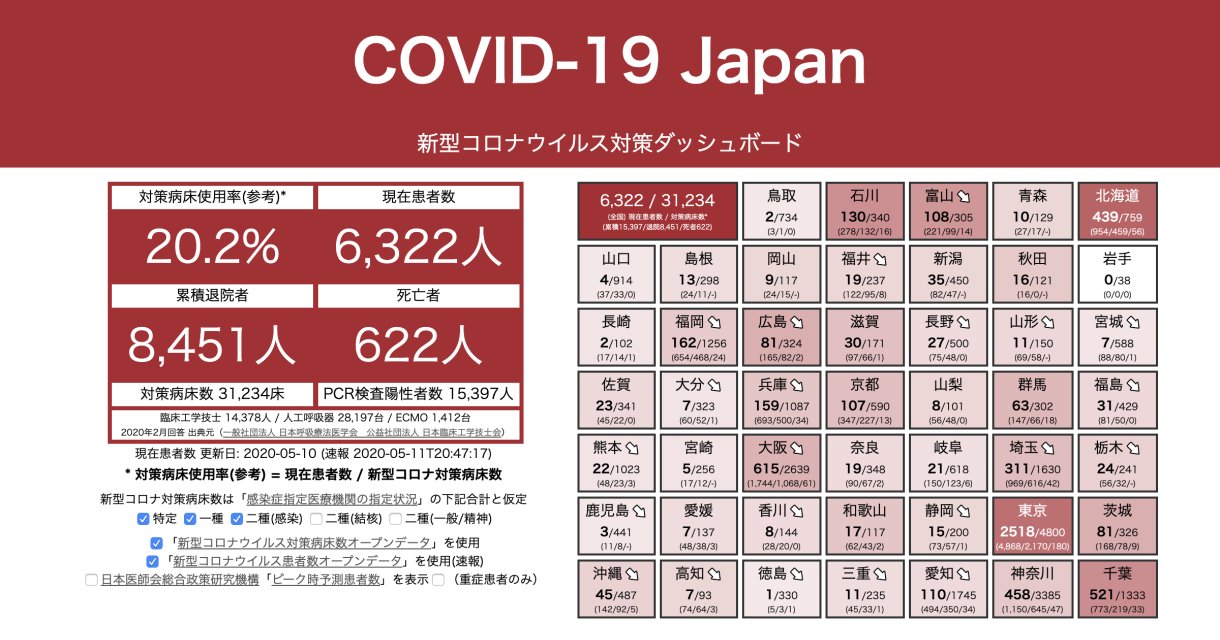 COVID-19 Japan
新型コロナウイルス対策ダッシュボード
対策病床使用率(参考)* 現在患者数
20.2% 6,322人
累積退院者 死亡者
8,451人 622人
対策病床数 31,234床 PCR検査陽性者数 15,397人
臨床工学技士 14,378人 / 人工呼吸器 28,197台 / ECMO 1,412台
2020年2月回答 出典元（一般社団法人 日本呼吸療法医学会　公益社団法人 日本臨床工学技士会）
現在患者数 更新日: 2020-05-10 (速報 2020-05-11T20:47:17)
* 対策病床使用率(参考) = 現在患者数 / 新型コロナ対策病床数
新型コロナ対策病床数は「感染症指定医療機関の指定状況」の下記合計と仮定
特定 一種 二種(感染) 二種(結核) 二種(一般/精神)
「新型コロナウイルス対策病床数オープンデータ」を使用
「新型コロナウイルス患者数オープンデータ」を使用(速報)
日本医師会総合政策研究機構「ピーク時予測患者数」を表示 （重症患者のみ）
6,322 / 31,234
(全国) 現在患者数 / 対策病床数*
(累積15,397/退院8,451/死者622)
鳥取 石川 富山 青森 北海道
2/734 130/340 108/305 10/129 439/759
(3/1/0) (278/132/16) (221/99/14) (27/17/-) (954/459/56)
山口 島根 岡山 福井 新潟 秋田 岩手
4/914 13/298 9/117 19/237 35/450 16/121 0/38
(37/33/0) (24/11/-) (24/15/-) (122/95/8) (82/47/-) (16/0/-) (0/0/0)
長崎 福岡 広島 滋賀 長野 山形 宮城
2/102 162/1256 81/324 30/171 27/500 11/150 7/588
(17/14/1) (654/468/24) (165/82/2) (97/66/1) (75/48/0) (69/58/-) (88/80/1)
佐賀 大分 兵庫 京都 山梨 群馬 福島
23/341 7/323 159/1087 107/590 8/101 63/302 31/429
(45/22/0) (60/52/1) (693/500/34) (347/227/13) (56/48/0) (147/66/18) (81/50/0)
熊本 宮崎 大阪 奈良 岐阜 埼玉 栃木
22/1023 5/256 615/2639 19/348 21/618 311/1630 24/241
(48/23/3) (17/12/-) (1,744/1,068/61) (90/67/2) (150/123/6) (969/616/42) (56/32/-)
鹿児島 愛媛 香川 和歌山 静岡 東京 茨城
3/441 7/137 8/144 17/117 15/200 2518/4800 81/326
(11/8/-) (48/38/3) (28/20/0) (62/43/2) (73/57/1) (4,868/2,170/180) (168/78/9)
沖縄 高知 徳島 三重 愛知 神奈川 千葉
45/487 7/93 1/330 11/235 110/1745 458/3385 521/1333
(142/92/5) (74/64/3) (5/3/1) (45/33/1) (494/350/34) (1,150/645/47) (773/219/33)